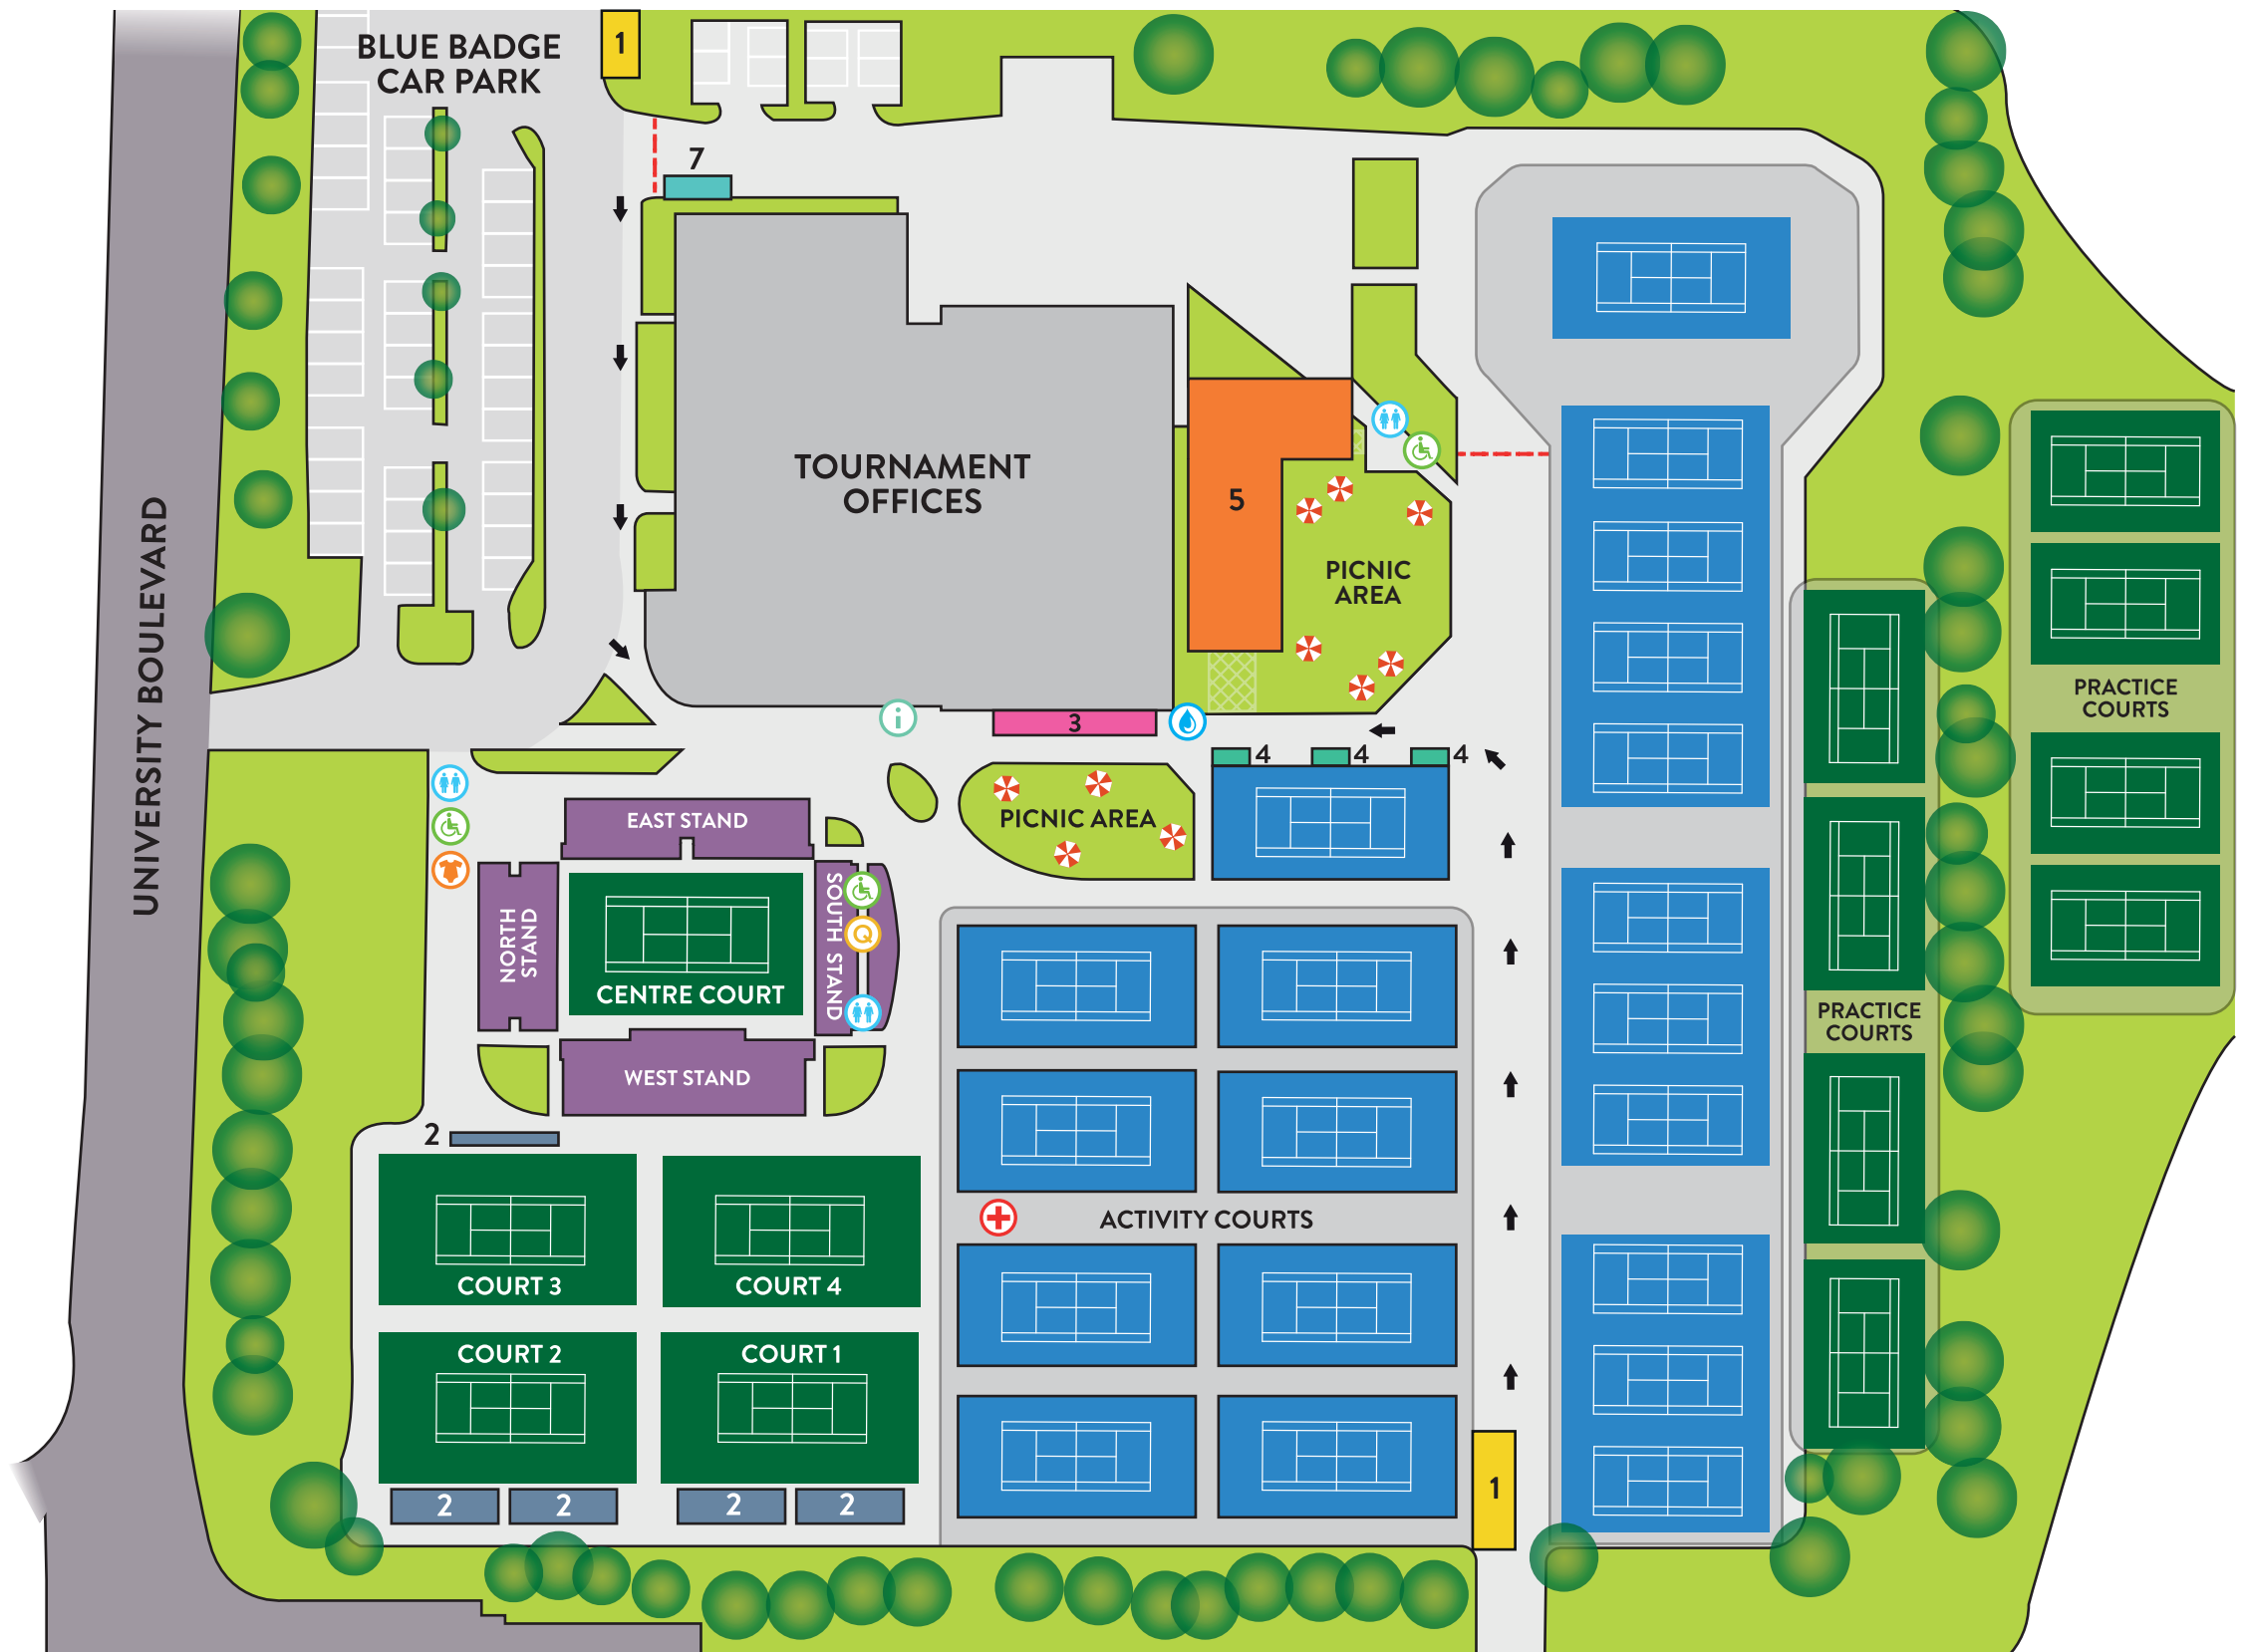 BLUE BADGE
CAR PARK
1
7
UNIVERSITY BOULEVARD
TOURNAMENT
OFFICES
5
PICNIC
AREA
i
3
4
4
4
PRACTICE
COURTS
EAST STAND
PICNIC AREA
NORTH
STAND
CENTRE COURT
SOUTH STAND
Q
WEST STAND
PRACTICE
COURTS
2
ACTIVITY COURTS
COURT 3
COURT 4
COURT 2
COURT 1
2
2
2
2
1